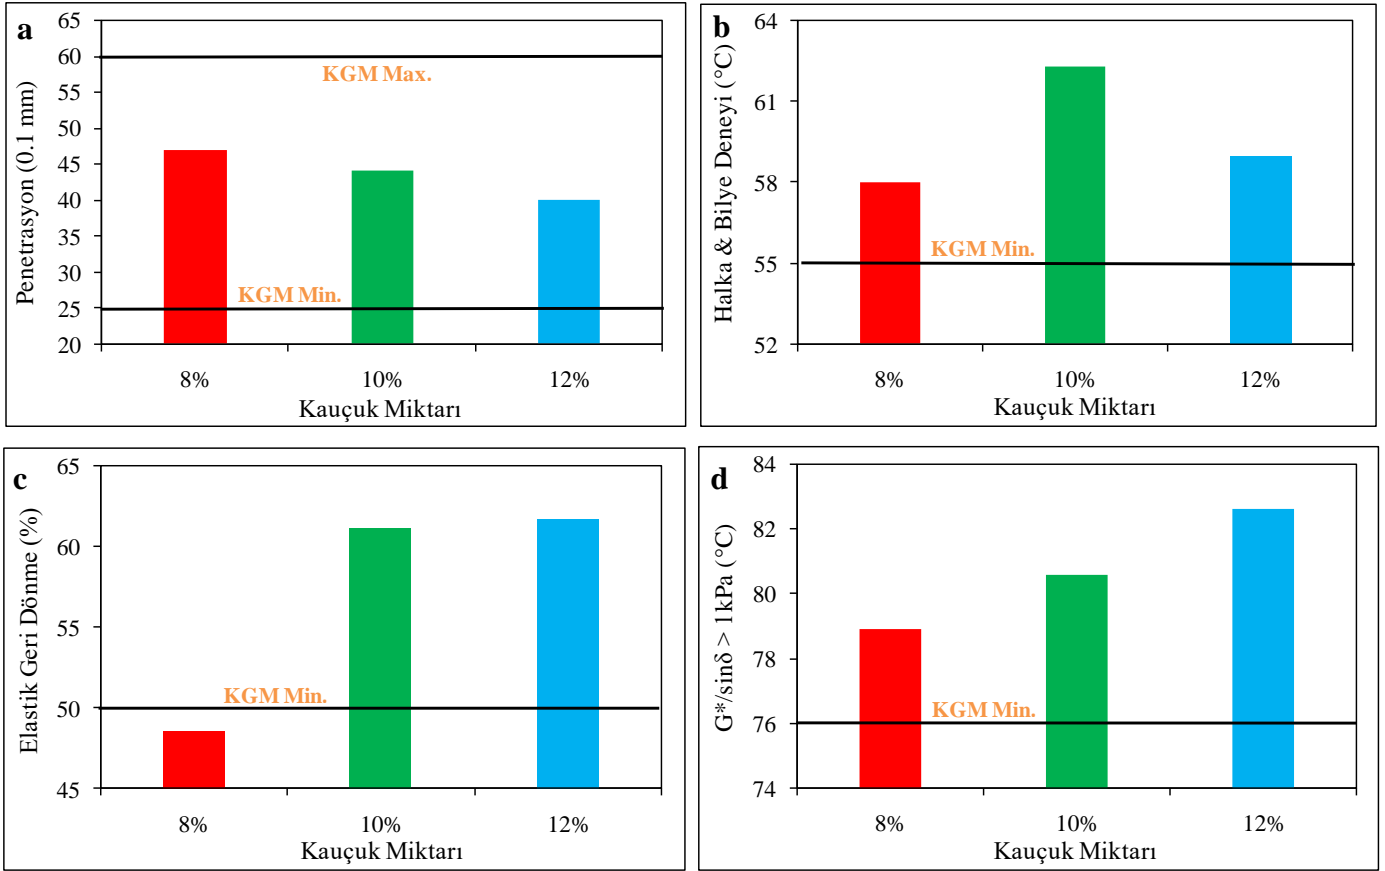 a
Penetrasyon (0.1 mm)
65
60
55
50
45
40
35
30
25
20
KGM Max.
KGM Min.
8% 10% 12%
Kauçuk Miktarı
b
Halka & Bilye Deneyi (°C)
64
61
58
55
52
KGM Min.
8% 10% 12%
Kauçuk Miktarı
c
Elastik Geri Dönme (%)
65
60
55
50
45
KGM Min.
8% 10% 12%
Kauçuk Miktarı
d
G*/sinδ > 1kPa (°C)
84
82
80
78
76
74
KGM Min.
8% 10% 12%
Kauçuk Miktarı